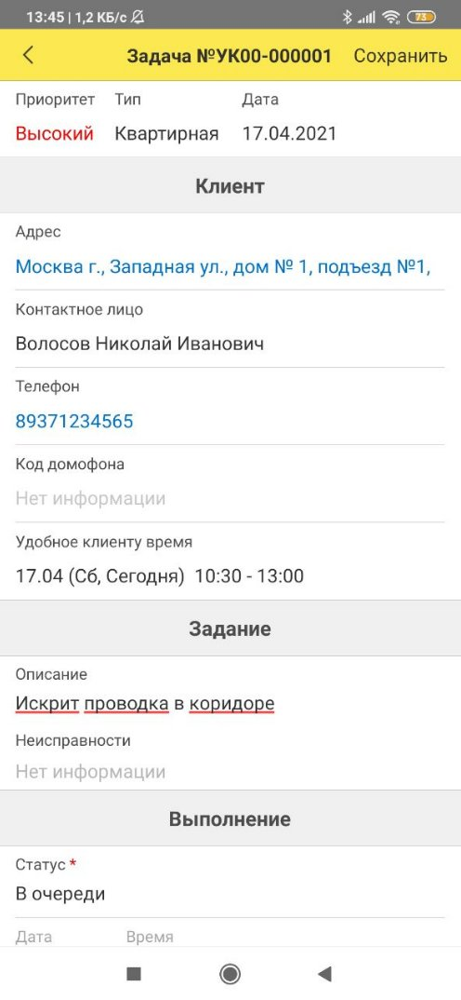 13:45 | 1,2 КБ/с
73
Задача №УК00-000001 Сохранить
Приоритет Тип Дата
Высокий Квартирная 17.04.2021
Клиент
Адрес
Москва г., Западная ул., дом № 1, подъезд №1,
Контактное лицо
Волосов Николай Иванович
Телефон
89371234565
Код домофона
Нет информации
Удобное клиенту время
17.04 (Сб, Сегодня) 10:30 - 13:00
Задание
Описание
Искрит проводка в коридоре
Неисправности
Нет информации
Выполнение
Статус *
В очереди
Дата Время